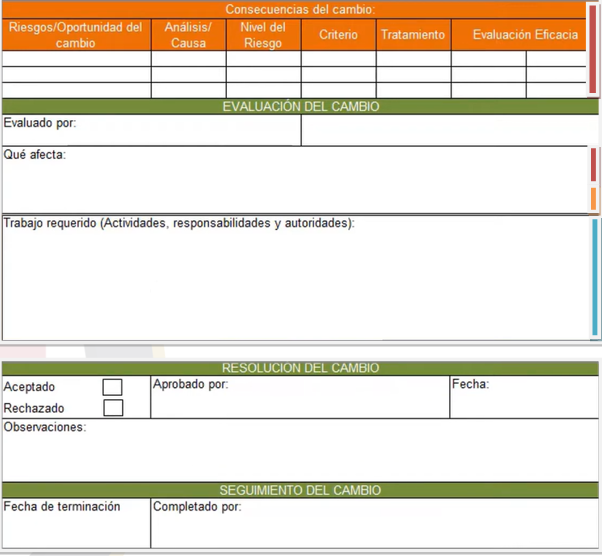 Consecuencias del cambio:
Riesgos/Oportunidad del cambio
Análisis/ Causa
Nivel del Riesgo
Criterio
Tratamiento
Evaluación Eficacia
EVALUACIÓN DEL CAMBIO
Evaluado por:
Qué afecta:
Trabajo requerido (Actividades, responsabilidades y autoridades):
RESOLUCIÓN DEL CAMBIO
Aceptado
Aprobado por:
Fecha:
Rechazado
Observaciones:
SEGUIMIENTO DEL CAMBIO
Fecha de terminación
Completado por: